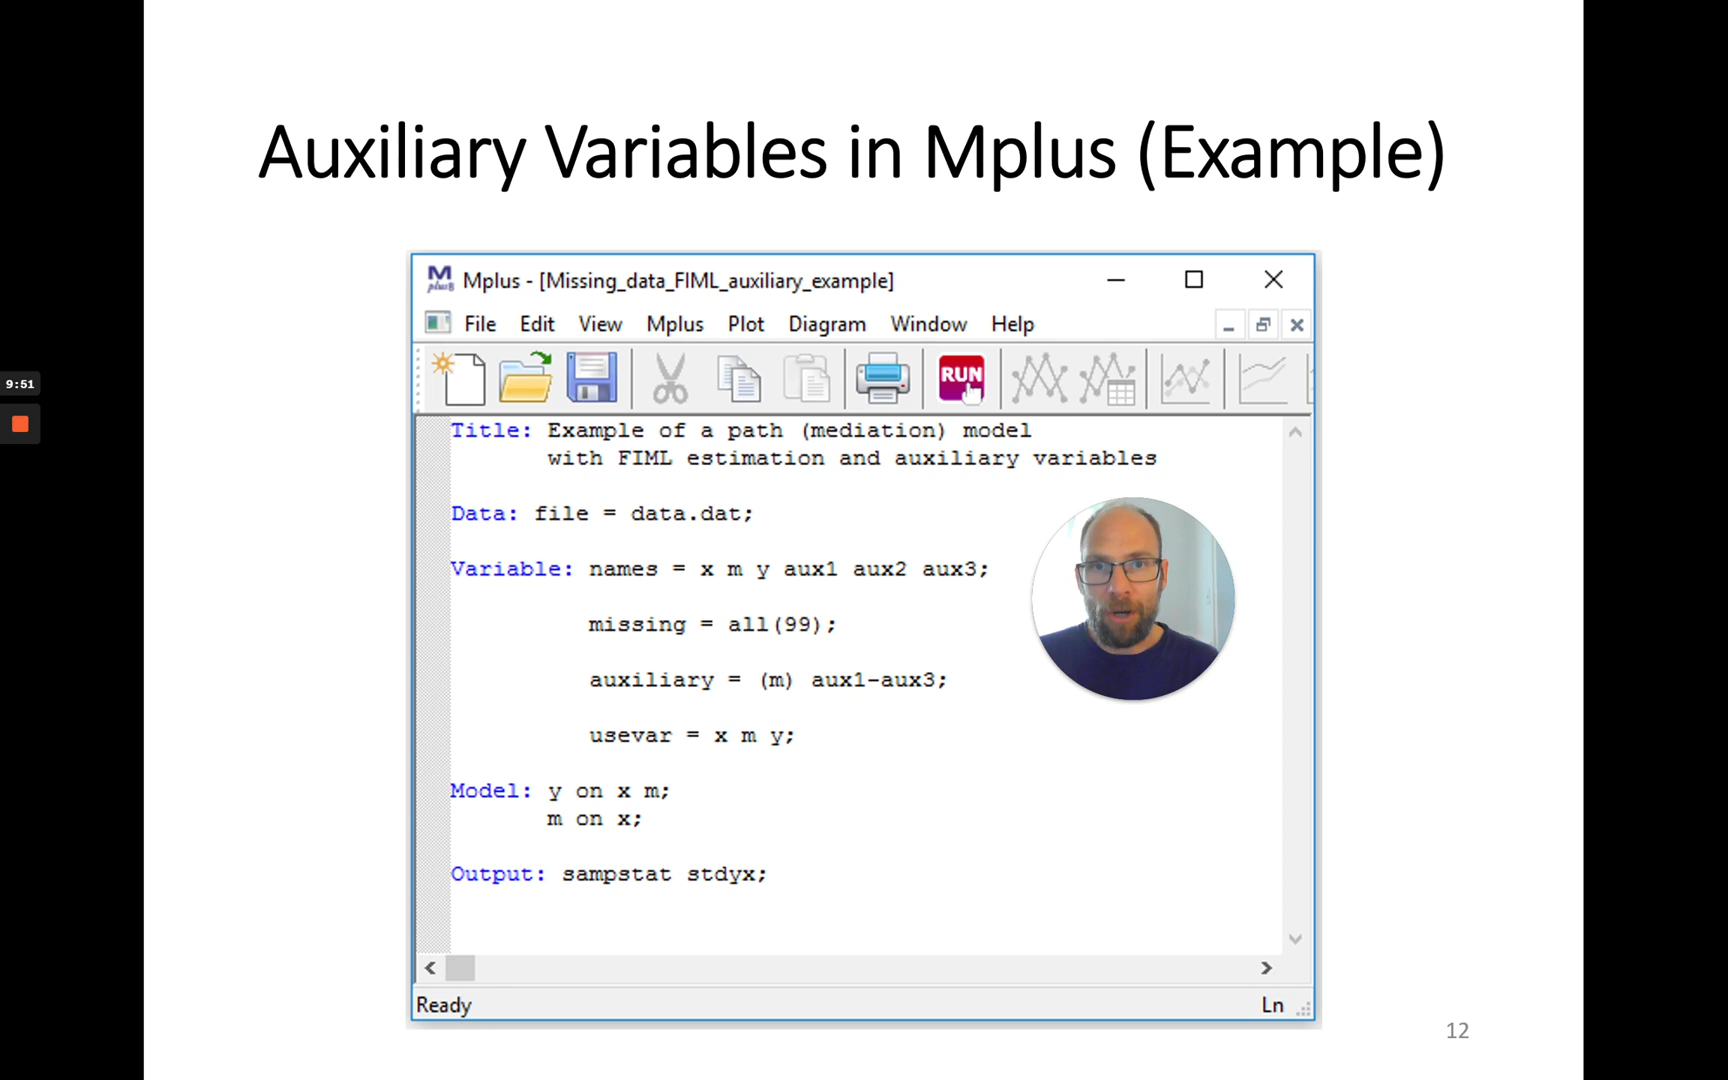 Auxiliary Variables in Mplus (Example)
M
plus8
Mplus - [Missing_data_FIML_auxiliary_example]
File Edit View Mplus Plot Diagram Window Help
RUN
9:51
Title: Example of a path (mediation) model
with FIML estimation and auxiliary variables
Data: file = data.dat;
Variable: names = x m y aux1 aux2 aux3;
missing = all(99);
auxiliary = (m) aux1-aux3;
usevar = x m y;
Model: y on x m;
m on x;
Output: sampstat stdyx;
Ready Ln
12